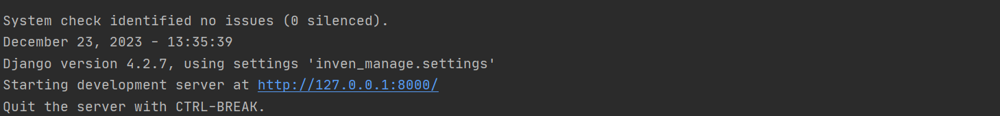 System check identified no issues (0 silenced).
December 23, 2023 - 13:35:39
Django version 4.2.7, using settings 'inven_manage.settings'
Starting development server at http://127.0.0.1:8000/
Quit the server with CTRL-BREAK.